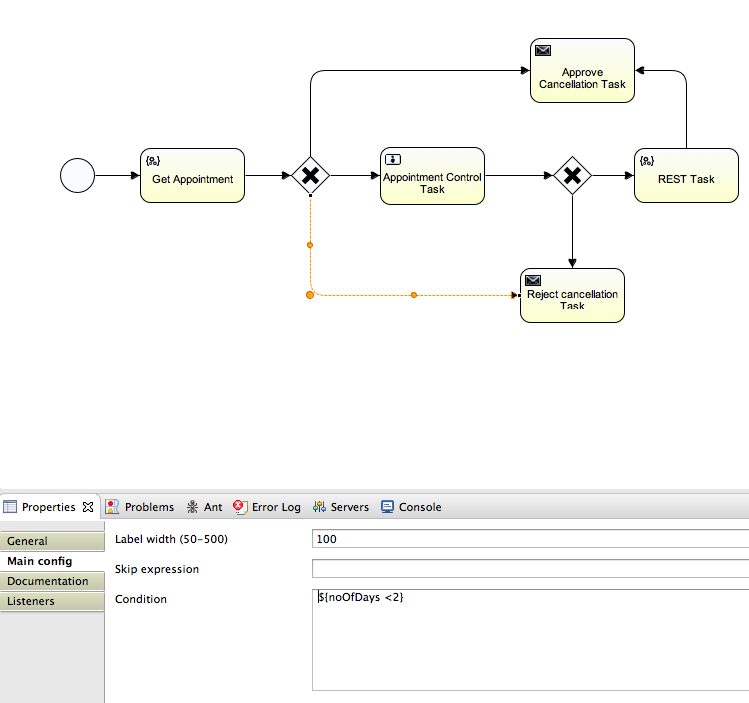 Approve
Cancellation Task
Get Appointment
Appointment Control
Task
REST Task
Reject cancellation
Task
Properties
Problems
Ant
Error Log
Servers
Console
General
Main config
Documentation
Listeners
Label width (50-500)
100
Skip expression
Condition
${noOfDays <2}